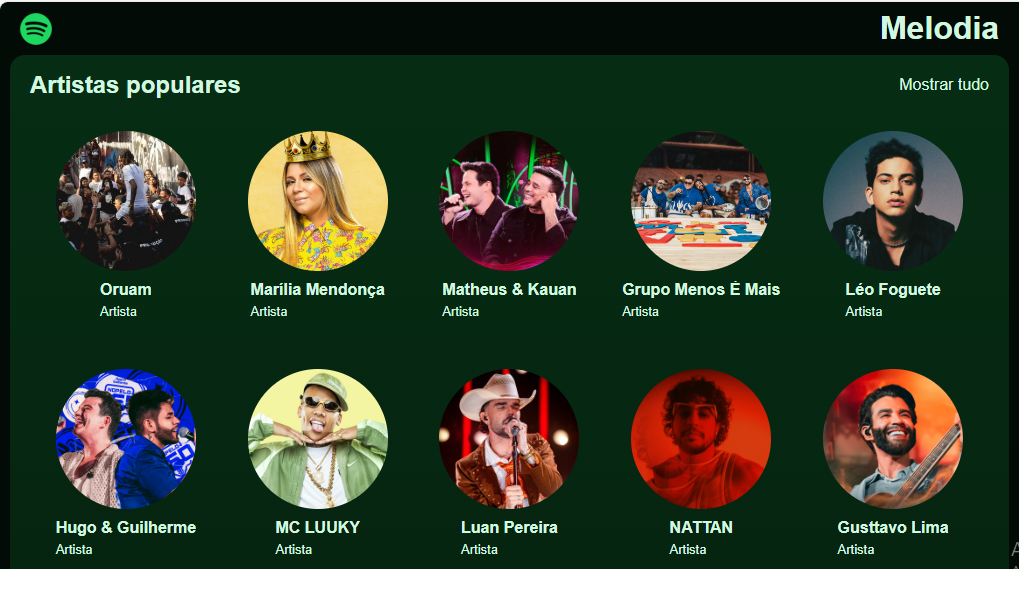 Melodia
Artistas populares
Mostrar tudo
Oruam
Artista
Marília Mendonça
Artista
Matheus & Kauan
Artista
Grupo Menos É Mais
Artista
Léo Foguete
Artista
Hugo & Guilherme
Artista
MC LUUKY
Artista
Luan Pereira
Artista
NATTAN
Artista
Gusttavo Lima
Artista